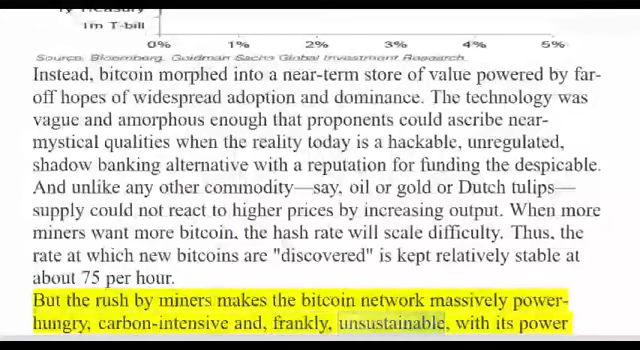 1m T-bill
0% 1% 2% 3% 4% 5%
Source: Bloomberg, Goldman Sachs Global Investment Research
Instead, bitcoin morphed into a near-term store of value powered by far-
off hopes of widespread adoption and dominance. The technology was
vague and amorphous enough that proponents could ascribe near-
mystical qualities when the reality today is a hackable, unregulated,
shadow banking alternative with a reputation for funding the despicable.
And unlike any other commodity—say, oil or gold or Dutch tulips—
supply could not react to higher prices by increasing output. When more
miners want more bitcoin, the hash rate will scale difficulty. Thus, the
rate at which new bitcoins are "discovered" is kept relatively stable at
about 75 per hour.
But the rush by miners makes the bitcoin network massively power-
hungry, carbon-intensive and, frankly, unsustainable, with its power